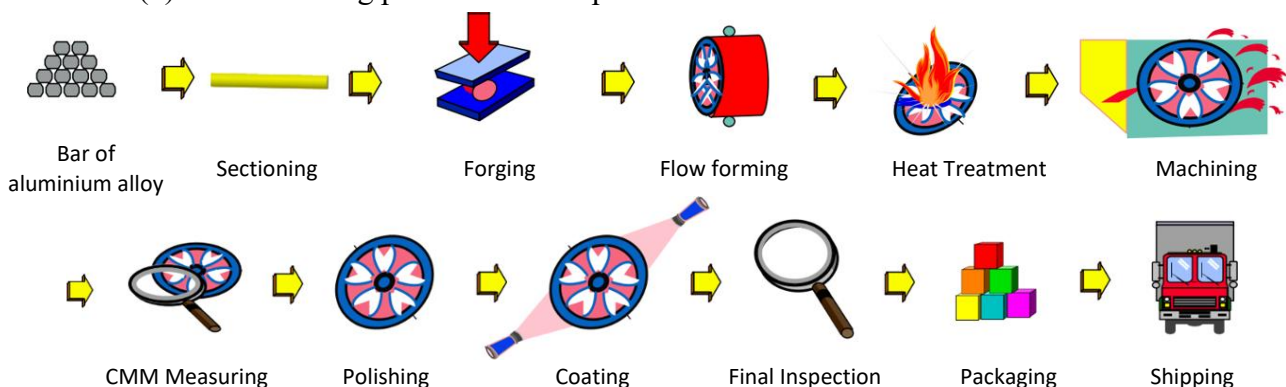 Bar of
aluminium alloy
Sectioning
Forging
Flow forming
Heat Treatment
Machining
CMM Measuring
Polishing
Coating
Final Inspection
Packaging
Shipping